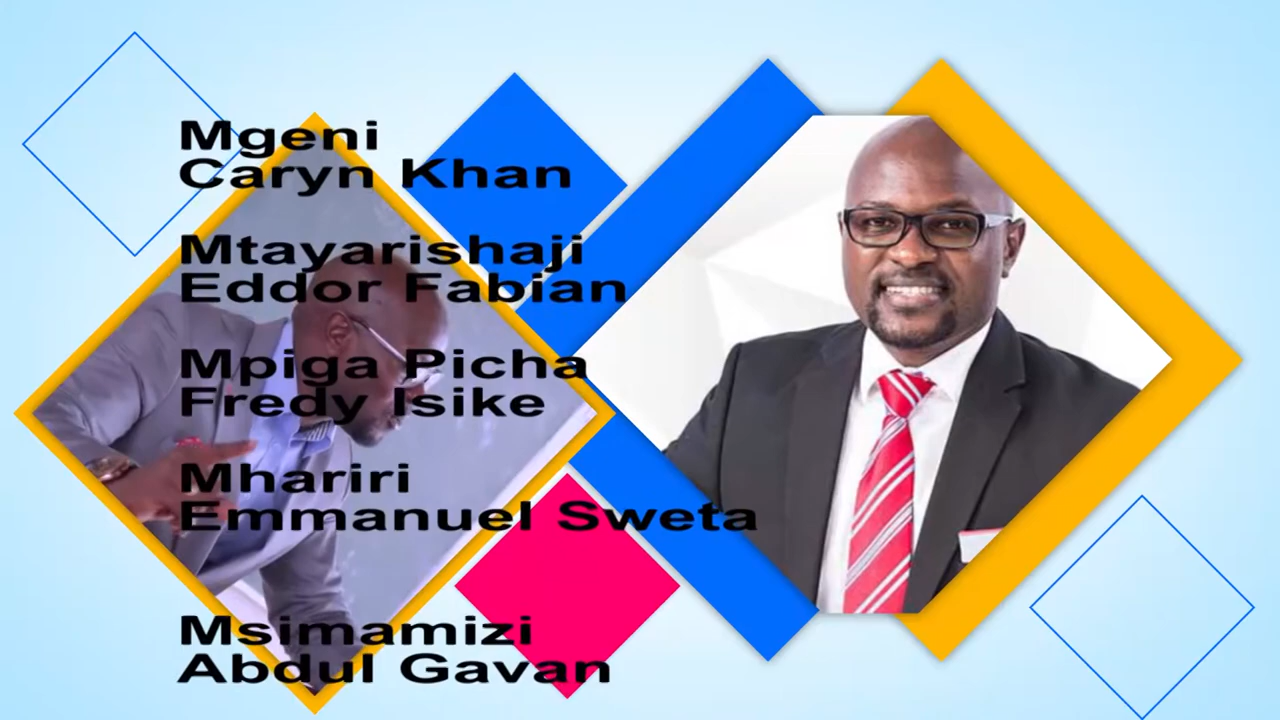 Mgeni
Caryn Khan
Mtayarishaji
Eddor Fabian
Mpiga Picha
Fredy Isike
Mhariri
Emmanuel Sweta
Msimamizi
Abdul Gavan